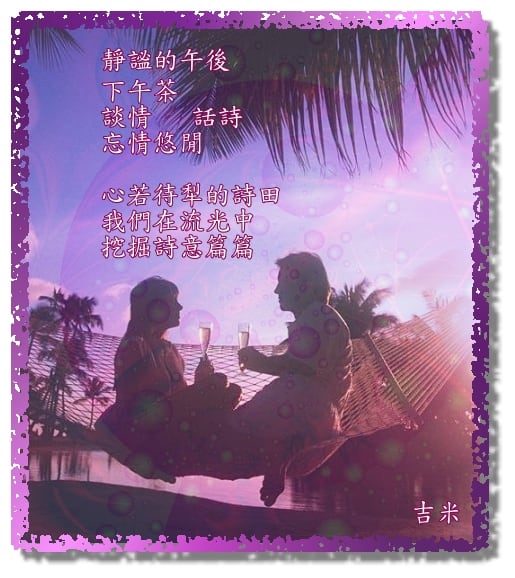 靜謐的午後
下午茶
談情　話詩
忘情悠閒
心若待犁的詩田
我們在流光中
挖掘詩意篇篇
吉米